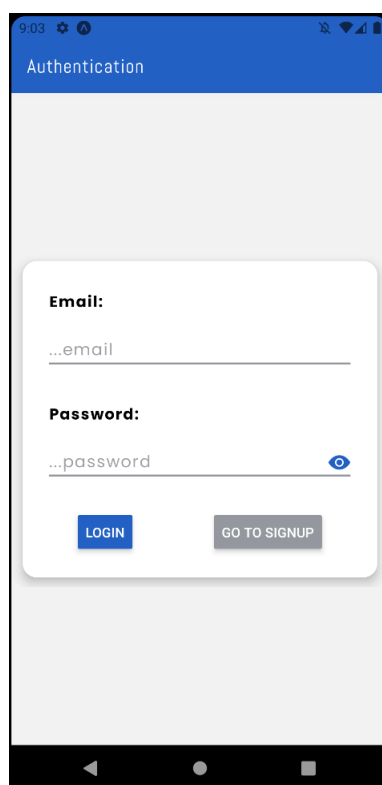 9:03
Authentication
Email:
...email
Password:
...password
LOGIN GO TO SIGNUP